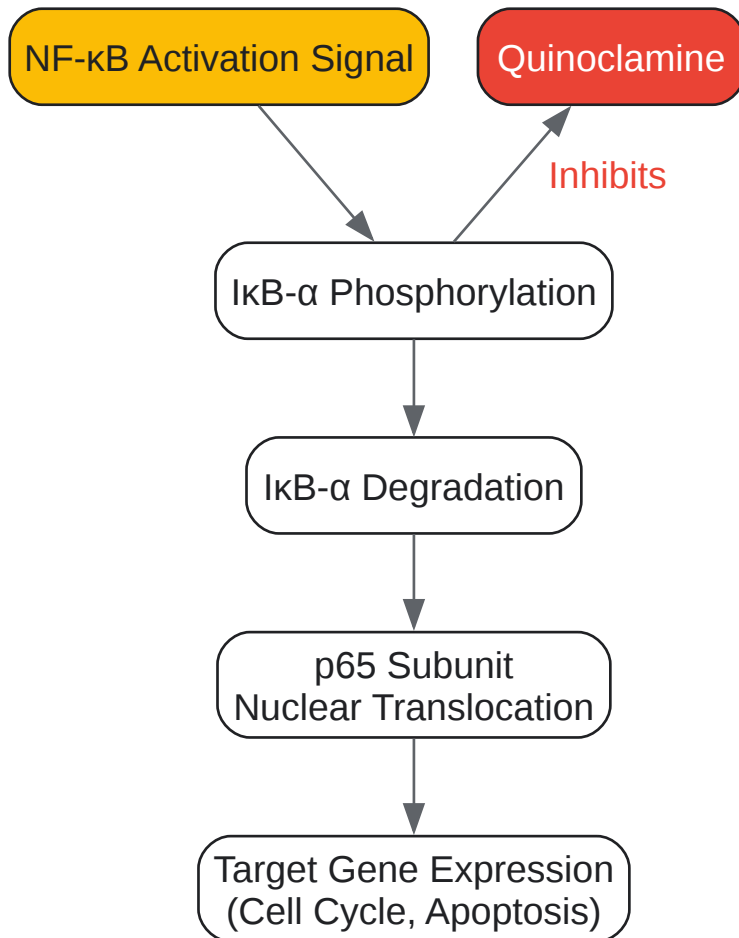 NF-κB Activation Signal
Quinoclamine
Inhibits
IκB-α Phosphorylation
IκB-α Degradation
p65 Subunit
Nuclear Translocation
Target Gene Expression
(Cell Cycle, Apoptosis)